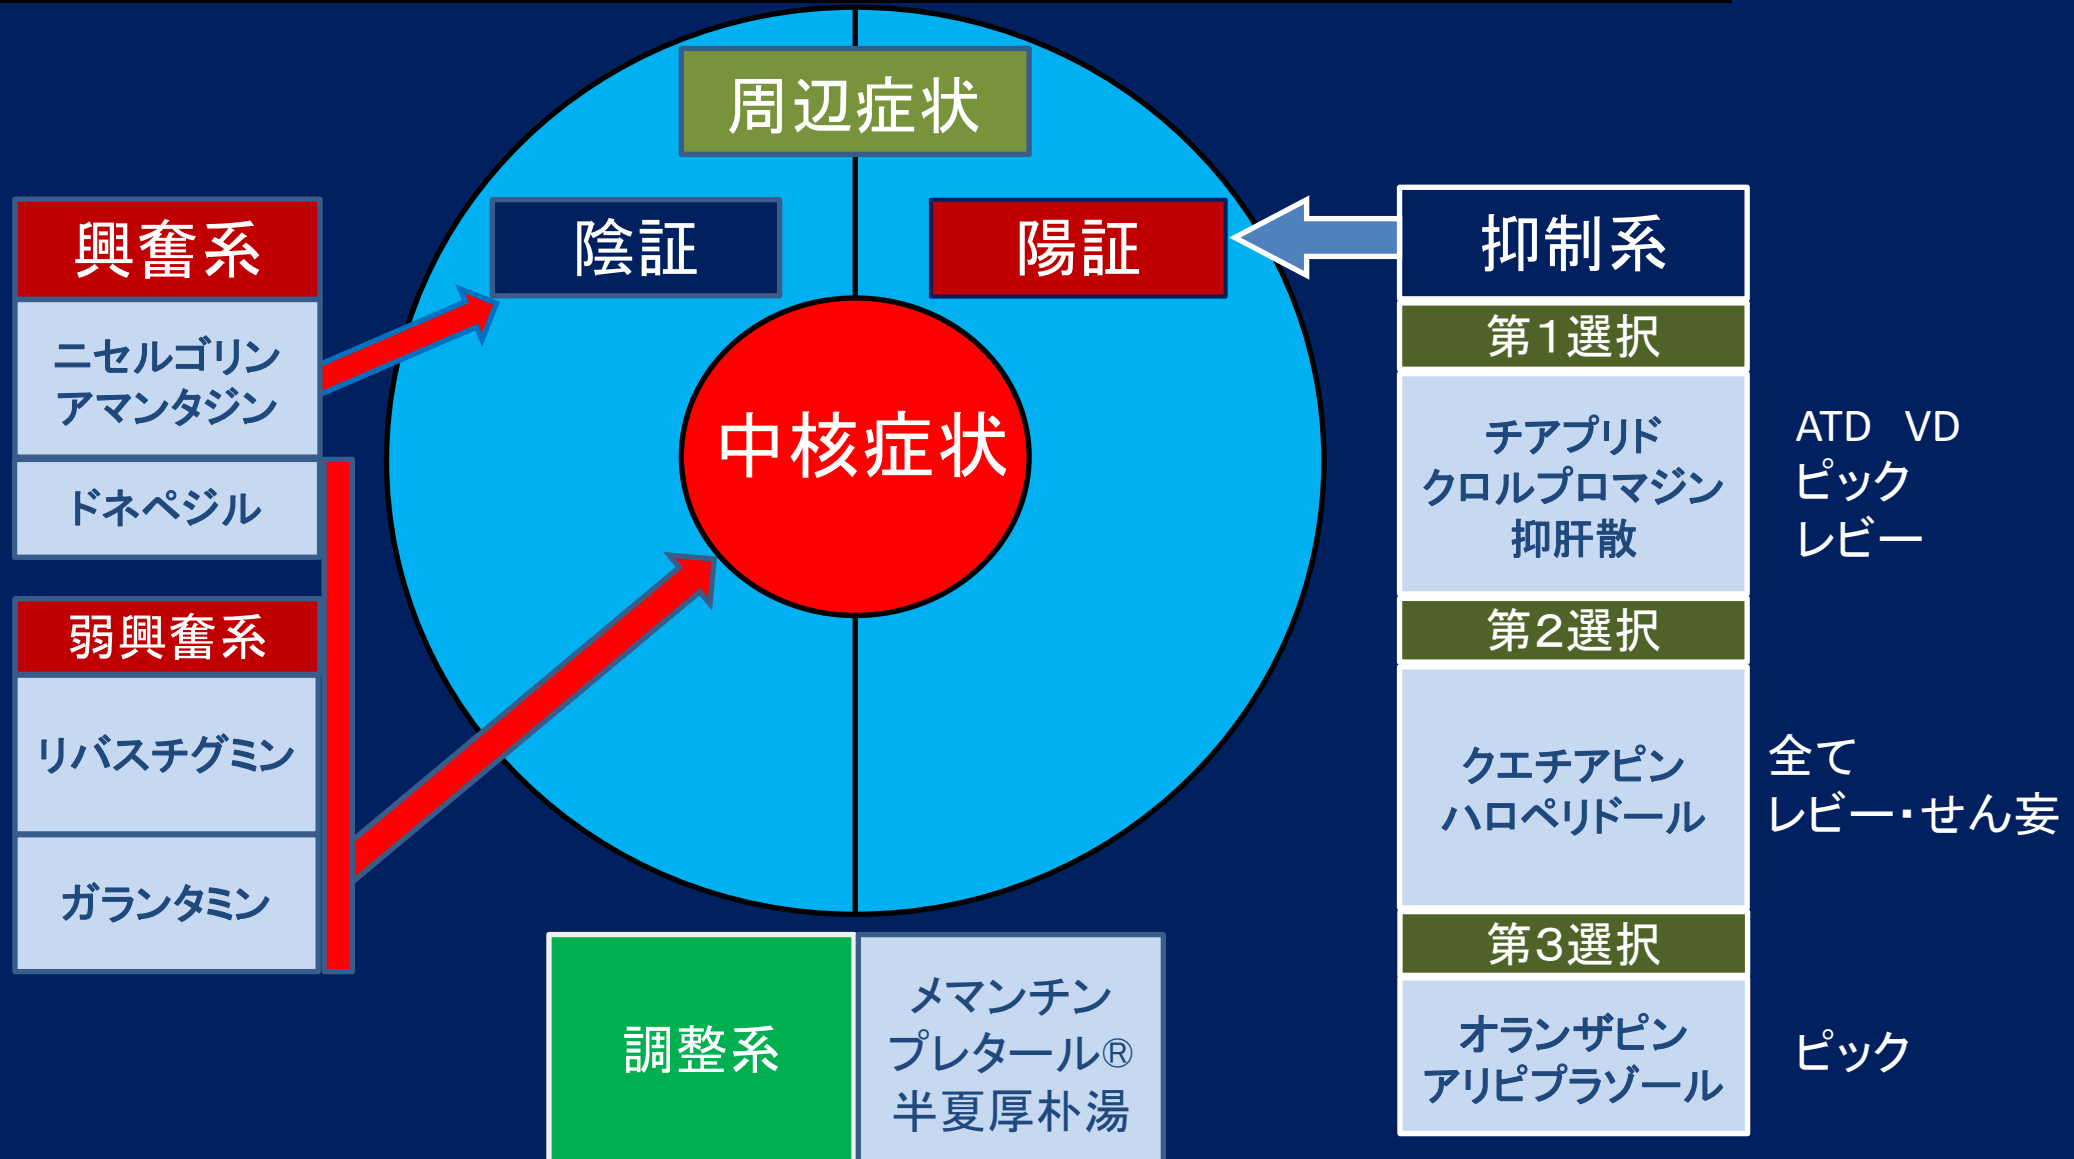 周辺症状
興奮系
ニセルゴリン
アマンタジン
ドネペジル
弱興奮系
リバスチグミン
ガランタミン
陰証
陽証
中核症状
調整系
メマンチン
プレタール®
半夏厚朴湯
抑制系
第1選択
チアプリド
クロルプロマジン
抑肝散
ATD VD
ピック
レビー
第2選択
クエチアピン
ハロペリドール
全て
レビー・せん妄
第3選択
オランザピン
アリピプラゾール
ピック